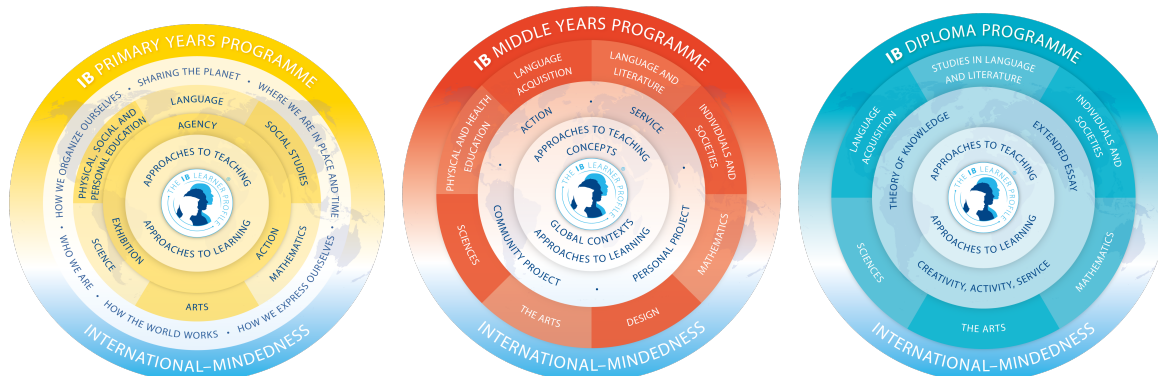 IB PRIMARY YEARS PROGRAMME
SHARING THE PLANET • WHERE WE ARE IN PLACE AND TIME • HOW WE EXPRESS OURSELVES • HOW THE WORLD WORKS • WHO WE ARE • HOW WE ORGANIZE OURSELVES •
LANGUAGE
SOCIAL STUDIES
MATHEMATICS
ARTS
SCIENCE
PHYSICAL, SOCIAL AND
PERSONAL EDUCATION
AGENCY
ACTION
EXHIBITION
APPROACHES TO TEACHING
THE IB LEARNER PROFILE
APPROACHES TO LEARNING
INTERNATIONAL–MINDEDNESS
IB MIDDLE YEARS PROGRAMME
LANGUAGE
ACQUISITION
LANGUAGE AND
LITERATURE
INDIVIDUALS AND
SOCIETIES
MATHEMATICS
DESIGN
THE ARTS
SCIENCES
PHYSICAL AND HEALTH
EDUCATION
ACTION
•
SERVICE
•
PERSONAL PROJECT
•
COMMUNITY PROJECT
•
APPROACHES TO TEACHING
CONCEPTS
THE IB LEARNER PROFILE
GLOBAL CONTEXTS
APPROACHES TO LEARNING
INTERNATIONAL–MINDEDNESS
IB DIPLOMA PROGRAMME
STUDIES IN LANGUAGE
AND LITERATURE
INDIVIDUALS AND
SOCIETIES
MATHEMATICS
THE ARTS
SCIENCES
LANGUAGE
ACQUISITION
THEORY OF KNOWLEDGE
EXTENDED ESSAY
CREATIVITY, ACTIVITY, SERVICE
APPROACHES TO TEACHING
THE IB LEARNER PROFILE
APPROACHES TO LEARNING
INTERNATIONAL–MINDEDNESS